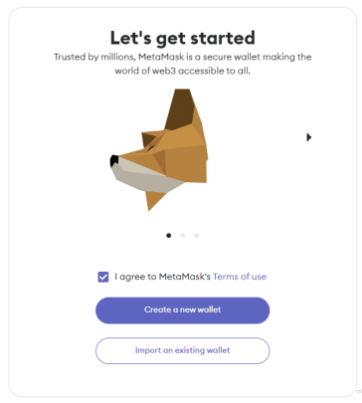 Let's get started
Trusted by millions, MetaMask is a secure wallet making the
world of web3 accessible to all.
I agree to MetaMask's Terms of use
Create a new wallet
Import an existing wallet